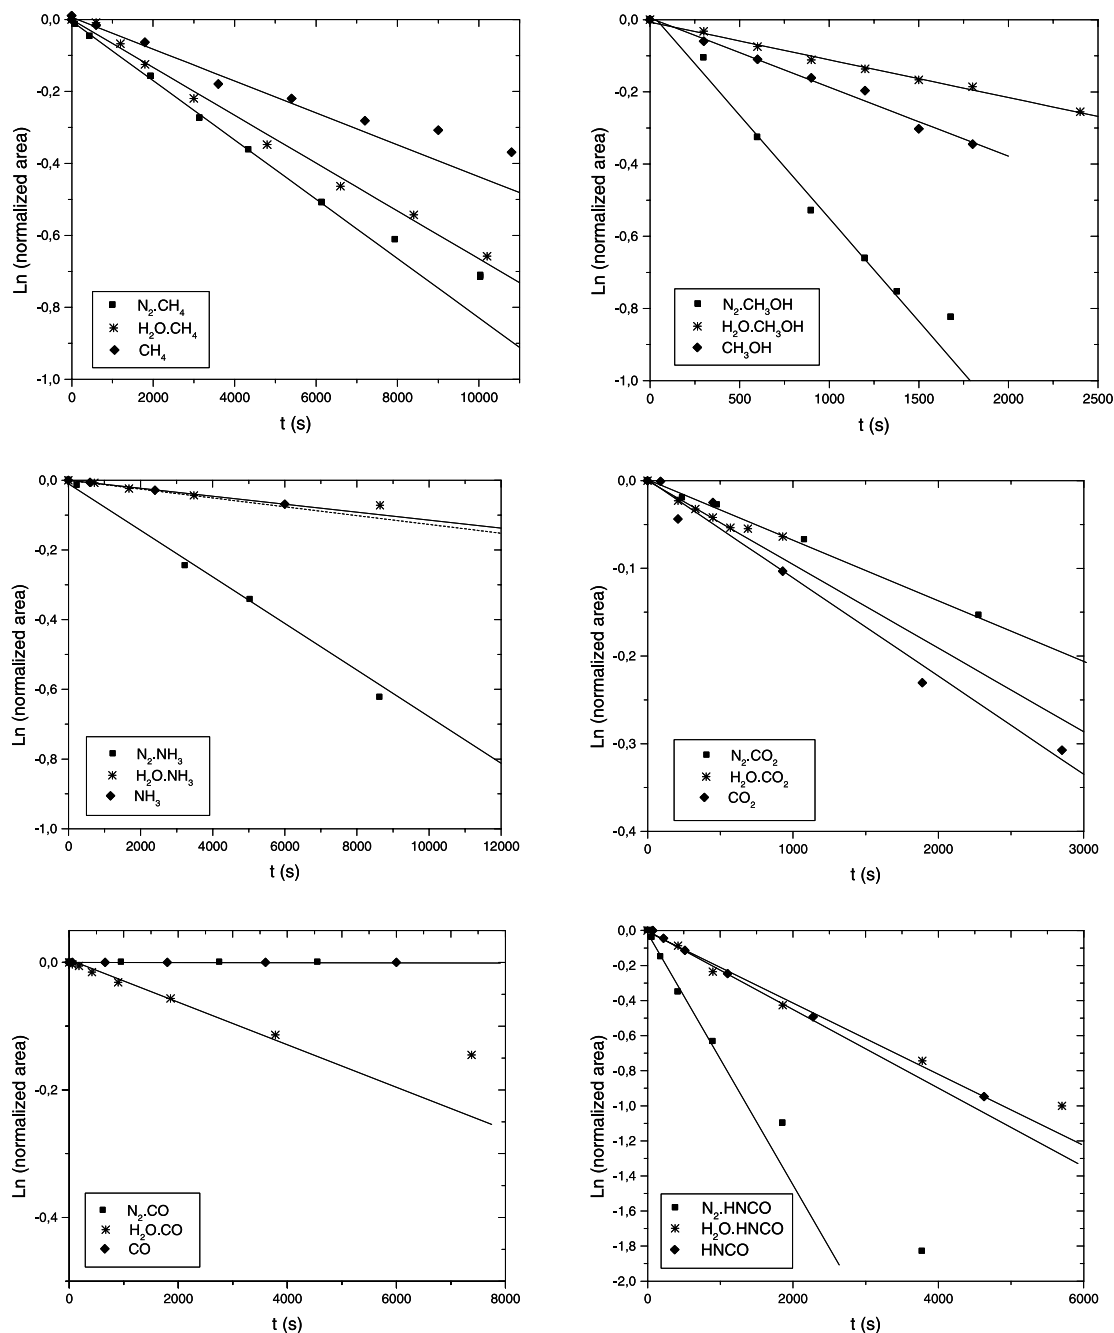 0,0
-0,2
-0,4
-0,6
-0,8
-1,0
Ln (normalized area)
0 2000 4000 6000 8000 10000
t (s)
N2.CH4
H2O.CH4
CH4
0,0
-0,2
-0,4
-0,6
-0,8
-1,0
Ln (normalized area)
0 500 1000 1500 2000 2500
t (s)
N2.CH3OH
H2O.CH3OH
CH3OH
0,0
-0,2
-0,4
-0,6
-0,8
-1,0
Ln (normalized area)
0 2000 4000 6000 8000 10000 12000
t (s)
N2.NH3
H2O.NH3
NH3
0,0
-0,1
-0,2
-0,3
-0,4
Ln (normalized area)
0 1000 2000 3000
t (s)
N2.CO2
H2O.CO2
CO2
0,0
-0,2
-0,4
Ln (normalized area)
0 2000 4000 6000 8000
t (s)
N2.CO
H2O.CO
CO
0,0
-0,2
-0,4
-0,6
-0,8
-1,0
-1,2
-1,4
-1,6
-1,8
-2,0
Ln (normalized area)
0 2000 4000 6000
t (s)
N2.HNCO
H2O.HNCO
HNCO